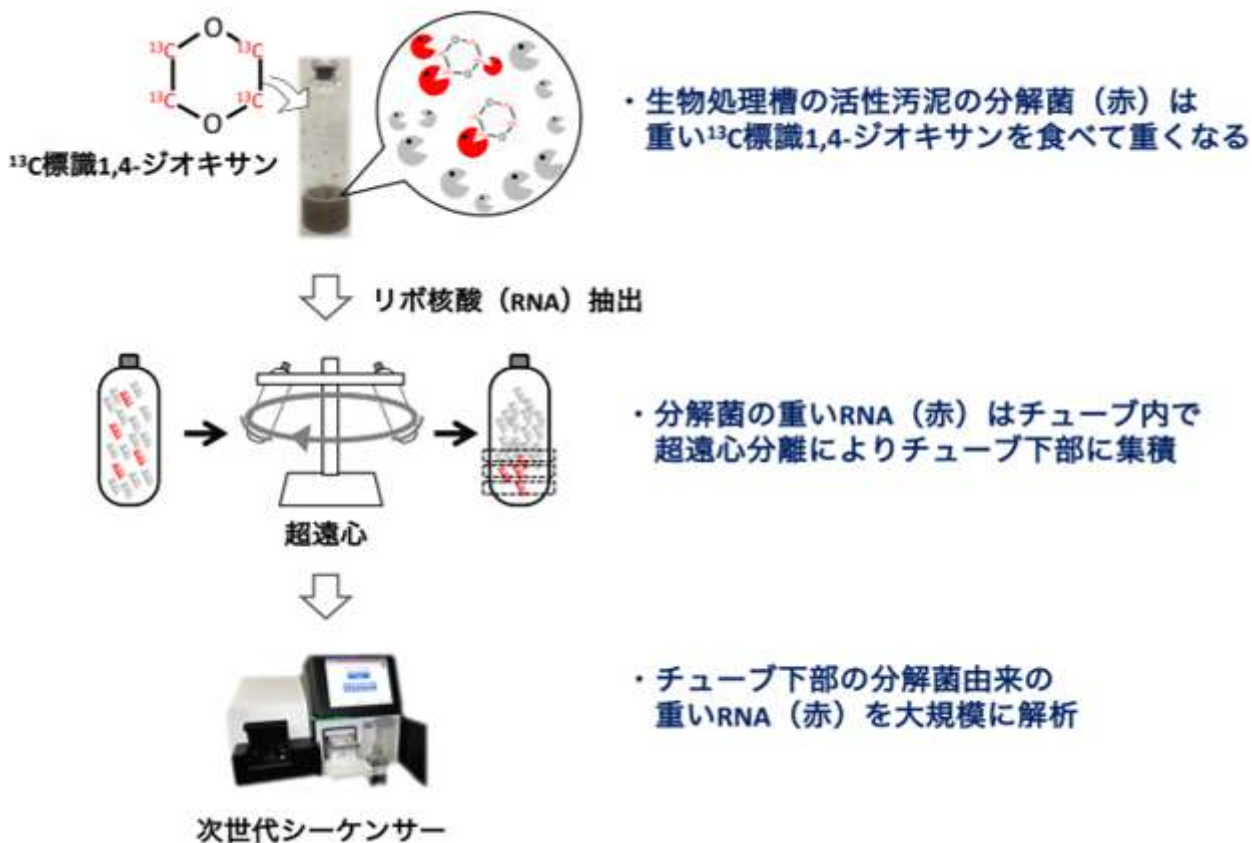 O
¹³C ¹³C
¹³C ¹³C
O
¹³C標識1,4-ジオキサン
・生物処理槽の活性汚泥の分解菌（赤）は
重い¹³C標識1,4-ジオキサンを食べて重くなる
リボ核酸（RNA）抽出
・分解菌の重いRNA（赤）はチューブ内で
超遠心分離によりチューブ下部に集積
超遠心
・チューブ下部の分解菌由来の
重いRNA（赤）を大規模に解析
次世代シーケンサー